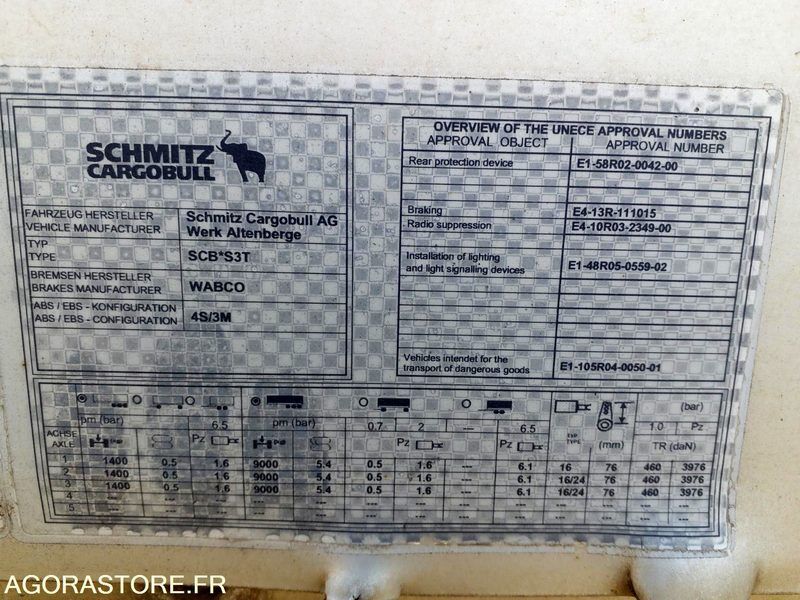 SCHMITZ
CARGOBULL
FAHRZEUG HERSTELLER
VEHICLE MANUFACTURER
Schmitz Cargobull AG
Werk Altenberge
TYP
TYPE
SCB*S3T
BREMSEN HERSTELLER
BRAKES MANUFACTURER
WABCO
ABS / EBS - KONFIGURATION
ABS / EBS - CONFIGURATION
4S/3M
OVERVIEW OF THE UNECE APPROVAL NUMBERS
APPROVAL OBJECT APPROVAL NUMBER
Rear protection device E1-58R02-0042-00
Braking E4-13R-111015
Radio suppression E4-10R03-2349-00
Installation of lighting
and light signalling devices E1-48R05-0559-02
Vehicles intendet for the
transport of dangerous goods E1-105R04-0050-01
(bar)
pm (bar) 6.5 pm (bar) 0.7 2 --- 6.5 1.0 Pz
ACHSE
AXLE
Pz Pz Pz TYP
TYPE (mm) TR (daN)
1 1400 0.5 1.6 9000 5.4 0.5 1.6 --- 6.1 16 76 460 3976
2 1400 0.5 1.6 9000 5.4 0.5 1.6 --- 6.1 16/24 76 460 3976
3 1400 0.5 1.6 9000 5.4 0.5 1.6 --- 6.1 16/24 76 460 3976
4 --- --- --- --- --- --- --- --- --- --- --- --- ---
5 --- --- --- --- --- --- --- --- --- --- --- --- ---
AGORASTORE.FR